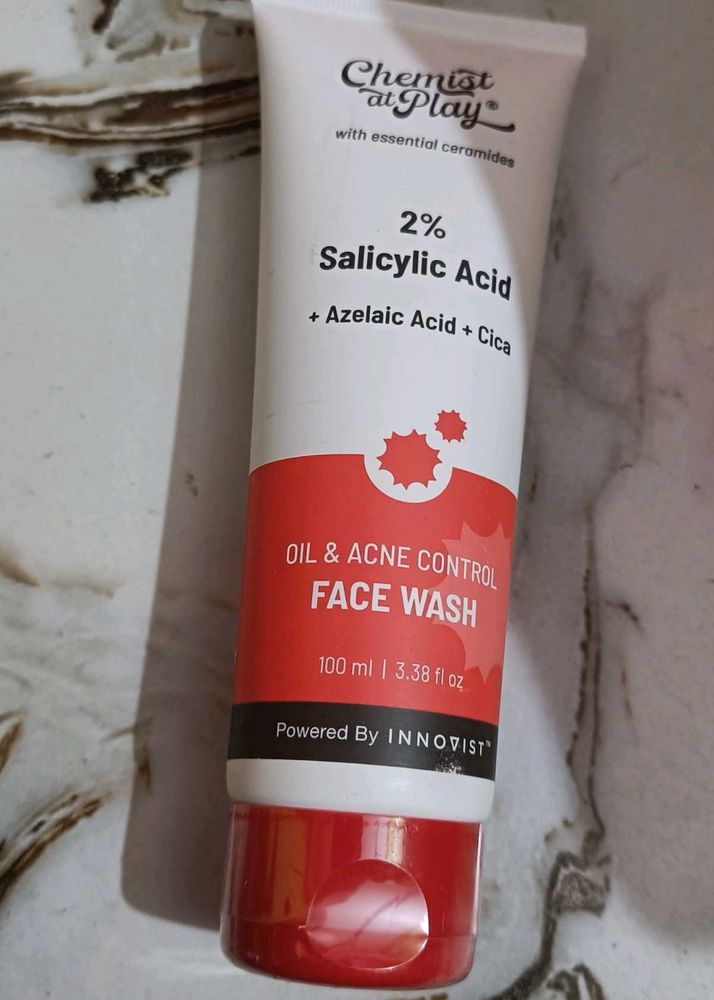 Chemist
at Play®
with essential ceramides
2%
Salicylic Acid
+ Azelaic Acid + Cica
OIL & ACNE CONTROL
FACE WASH
100 ml | 3.38 fl oz
Powered By INNOVIST™